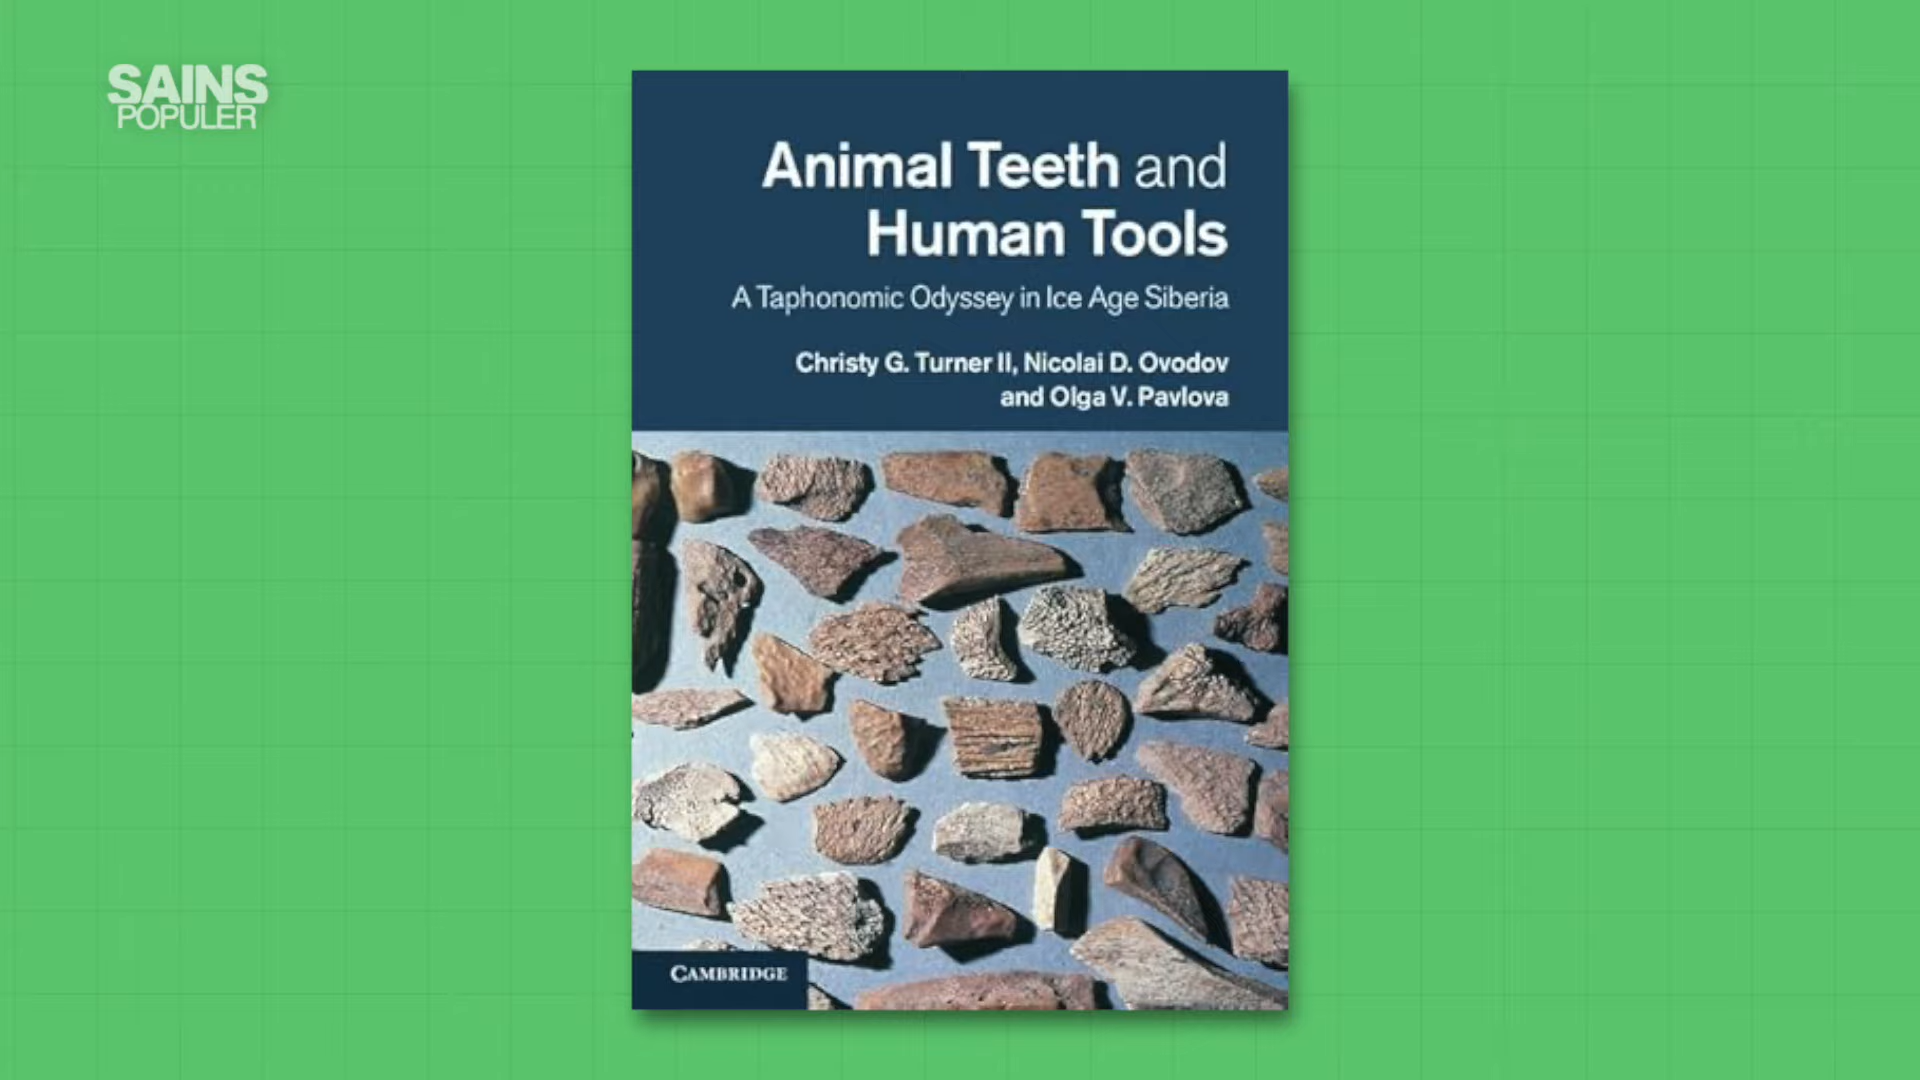 SAINS
POPULER
Animal Teeth and
Human Tools
A Taphonomic Odyssey in Ice Age Siberia
Christy G. Turner II, Nicolai D. Ovodov
and Olga V. Pavlova
CAMBRIDGE